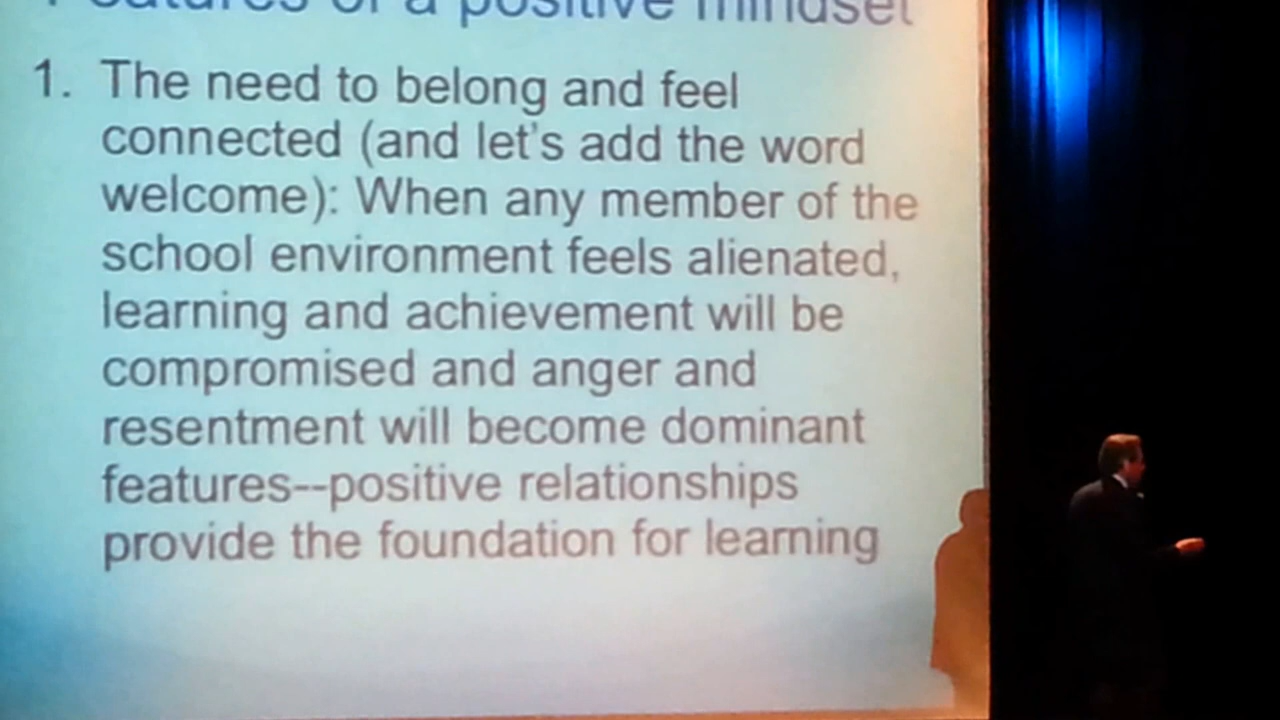 Features of a positive mindset
1. The need to belong and feel
connected (and let's add the word
welcome): When any member of the
school environment feels alienated,
learning and achievement will be
compromised and anger and
resentment will become dominant
features--positive relationships
provide the foundation for learning